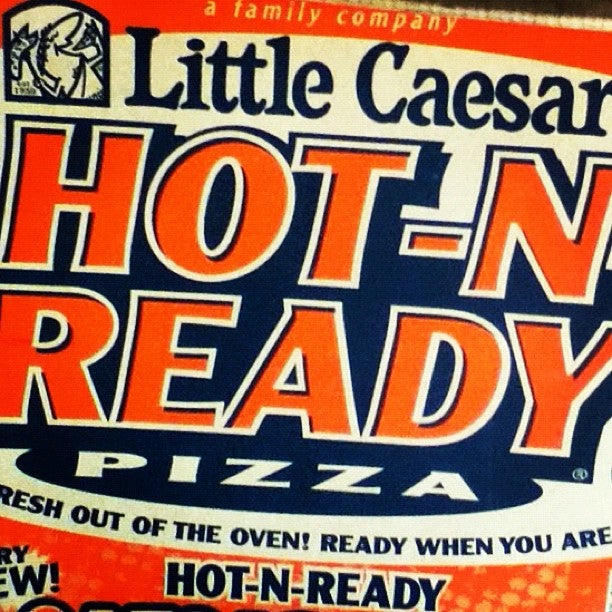 a family company
Little Caesar
HOT-N
READY
PIZZA ®
RESH OUT OF THE OVEN! READY WHEN YOU ARE
RY
EW!
HOT-N-READY